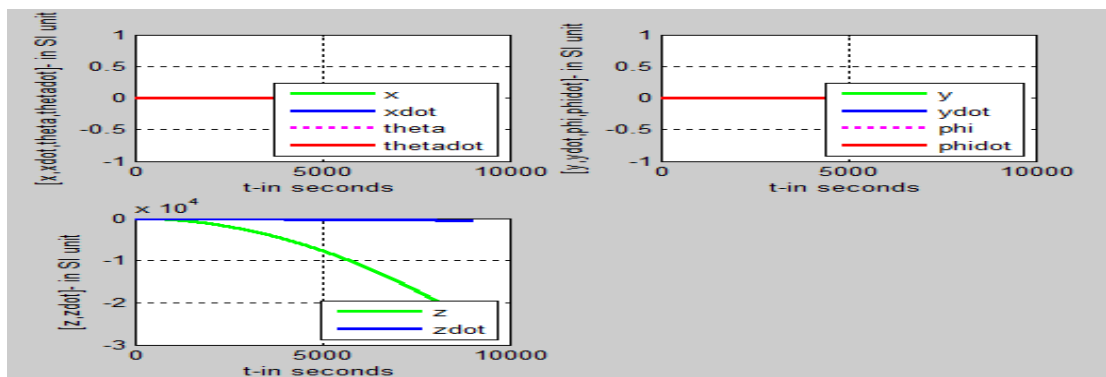 [x,xdot,theta,thetadot]- in SI unit
1
0.5
0
-0.5
-1
x
xdot
theta
thetadot
0 5000 10000
t-in seconds
[y,ydot,phi,phidot]- in SI unit
1
0.5
0
-0.5
-1
y
ydot
phi
phidot
0 5000 10000
t-in seconds
x 10^4
[z,zdot]- in SI unit
0
-1
-2
-3
z
zdot
0 5000 10000
t-in seconds